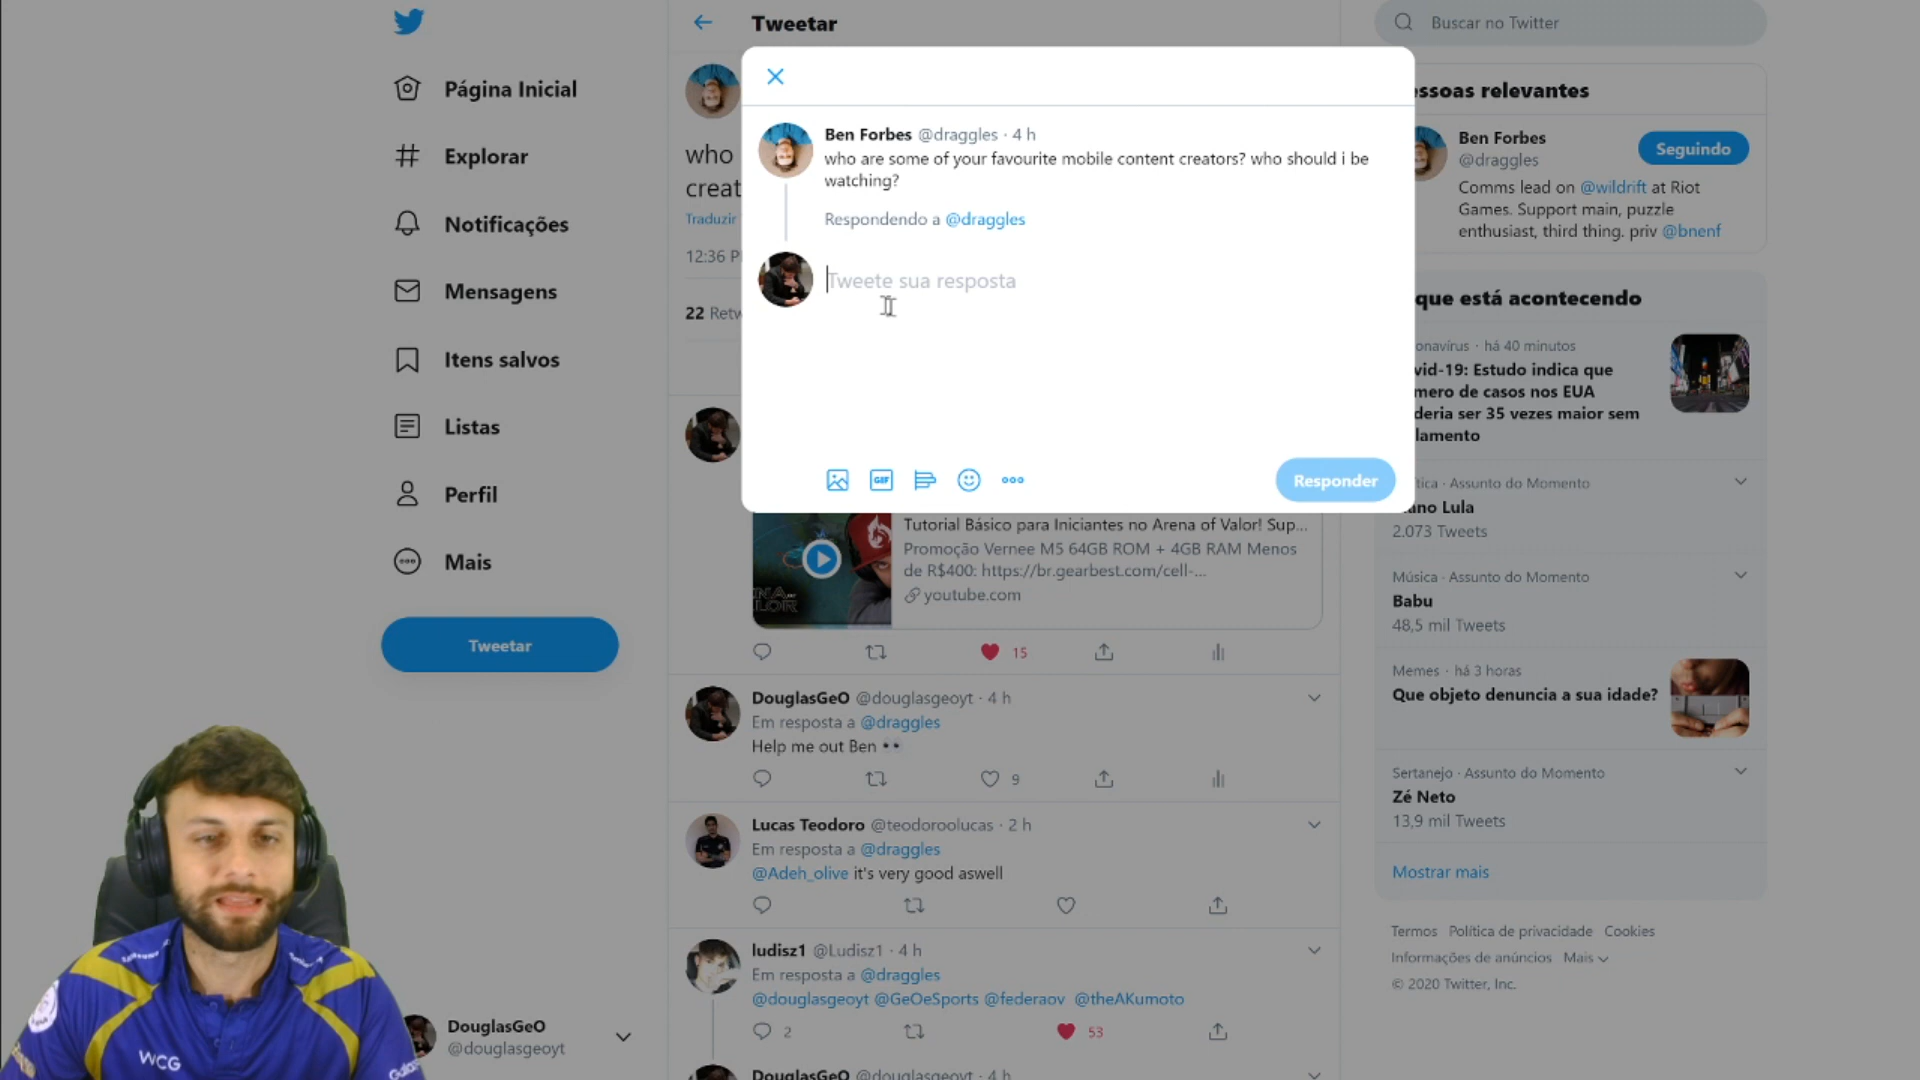 Tweetar
Buscar no Twitter
Página Inicial
Explorar
Notificações
Mensagens
Itens salvos
Listas
Perfil
Mais
Tweetar
who
creat
Traduzir
12:36 P
22 Retw
Ben Forbes @draggles · 4 h
who are some of your favourite mobile content creators? who should i be
watching?
Respondendo a @draggles
Tweete sua resposta
GIF
Responder
Tutorial Básico para Iniciantes no Arena of Valor! Sup...
Promoção Vernee M5 64GB ROM + 4GB RAM Menos
de R$400: https://br.gearbest.com/cell-...
youtube.com
15
DouglasGeO @douglasgeoyt · 4 h
Em resposta a @draggles
Help me out Ben 👀
9
Lucas Teodoro @teodoroolucas · 2 h
Em resposta a @draggles
@Adeh_olive it's very good aswell
ludisz1 @Ludisz1 · 4 h
Em resposta a @draggles
@douglasgeoyt @GeOeSports @federaov @theAKumoto
2
53
DouglasGeO @douglasgeoyt · 4 h
essoas relevantes
Ben Forbes
@draggles
Seguindo
Comms lead on @wildrift at Riot
Games. Support main, puzzle
enthusiast, third thing. priv @bnenf
que está acontecendo
onavírus · há 40 minutos
vid-19: Estudo indica que
mero de casos nos EUA
deria ser 35 vezes maior sem
lamento
tica · Assunto do Momento
ano Lula
2.073 Tweets
Música · Assunto do Momento
Babu
48,5 mil Tweets
Memes · há 3 horas
Que objeto denuncia a sua idade?
Sertanejo · Assunto do Momento
Zé Neto
13,9 mil Tweets
Mostrar mais
Termos Política de privacidade Cookies
Informações de anúncios Mais
© 2020 Twitter, Inc.
DouglasGeO
@douglasgeoyt
WCG